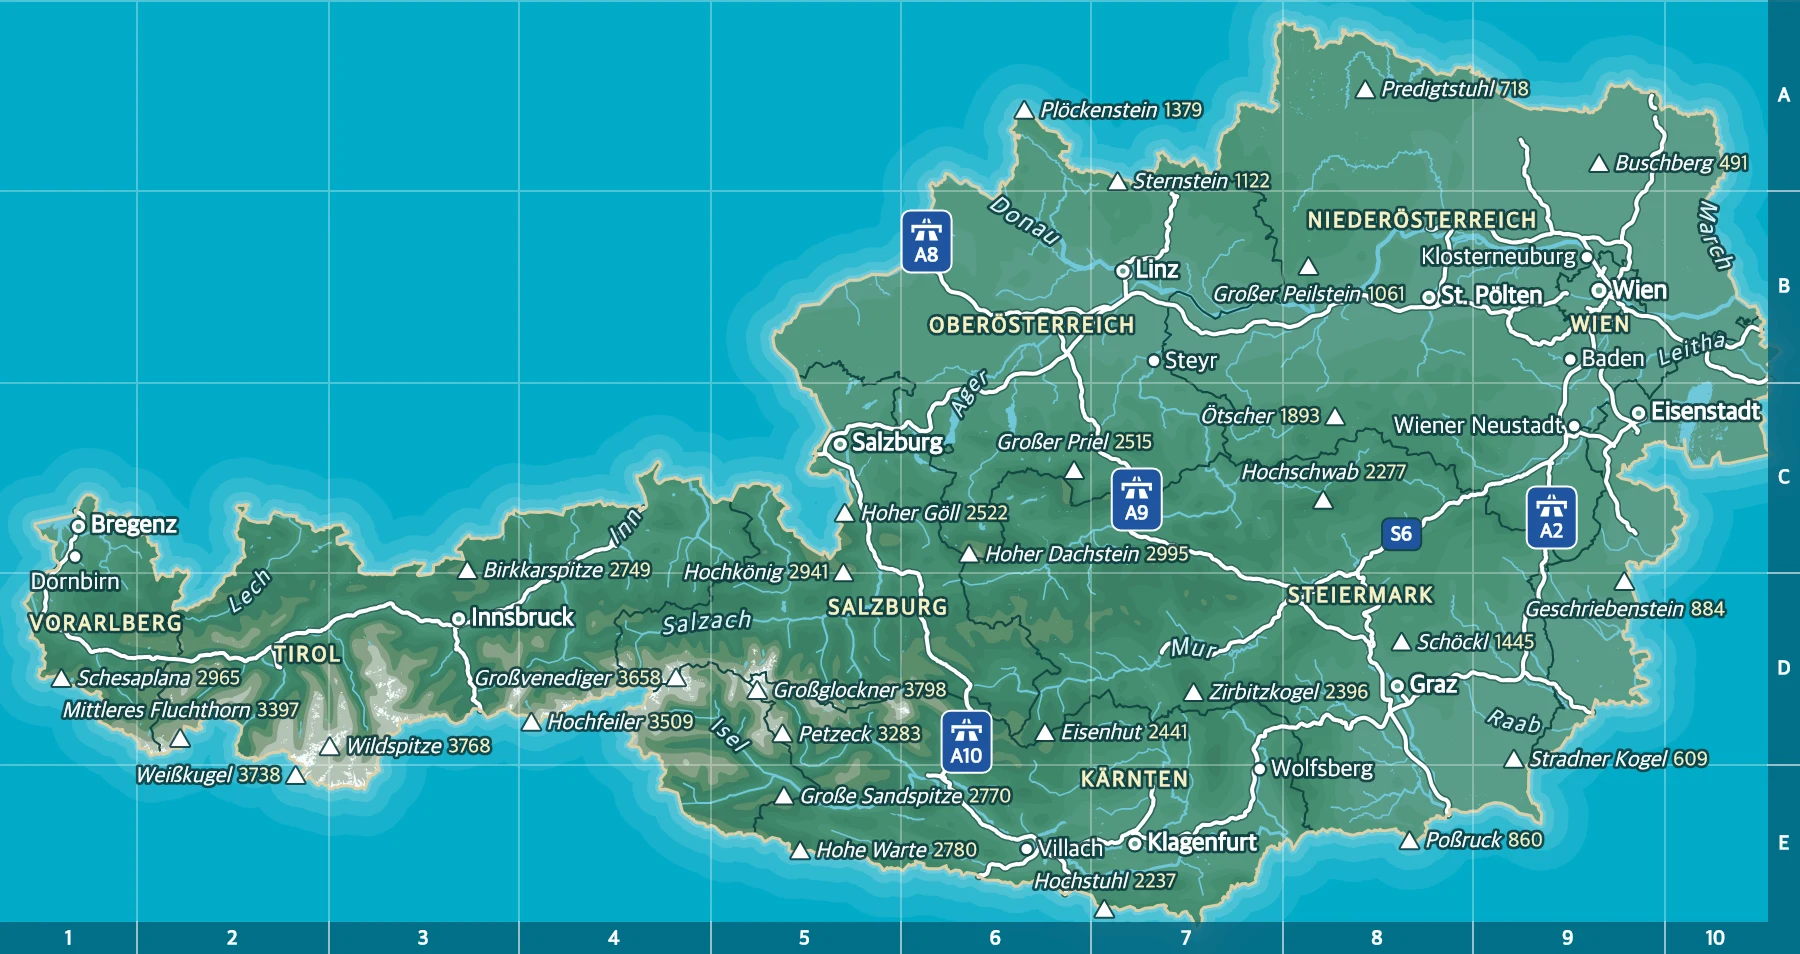 A
Predigtstuhl 718
Plöckenstein 1379
Buschberg 491
Sternstein 1122
Donau
NIEDERÖSTERREICH
March
A8
Klosterneuburg
Linz
B
Großer Peilstein 1061
St. Pölten
Wien
OBERÖSTERREICH
WIEN
Steyr
Baden
Leitha
Ager
Ötscher 1893
Wiener Neustadt
Eisenstadt
Salzburg
Großer Priel 2515
Hochschwab 2277
C
Hoher Göll 2522
A9
A2
Bregenz
Inn
S6
Hoher Dachstein 2995
Dornbirn
Birkkarspitze 2749
Hochkönig 2941
Lech
STEIERMARK
SALZBURG
Geschriebenstein 884
VORARLBERG
Innsbruck
Salzach
Mur
Schöckl 1445
TIROL
D
Schesaplana 2965
Großvenediger 3658
Großglockner 3798
Zirbitzkogel 2396
Graz
Mittleres Fluchthorn 3397
Hochfeiler 3509
Isel
Petzeck 3283
Eisenhut 2441
Raab
Wildspitze 3768
A10
Stradner Kogel 609
Weißkugel 3738
KÄRNTEN
Wolfsberg
Große Sandspitze 2770
Hohe Warte 2780
Villach
Klagenfurt
Poßruck 860
E
Hochstuhl 2237
1 2 3 4 5 6 7 8 9 10